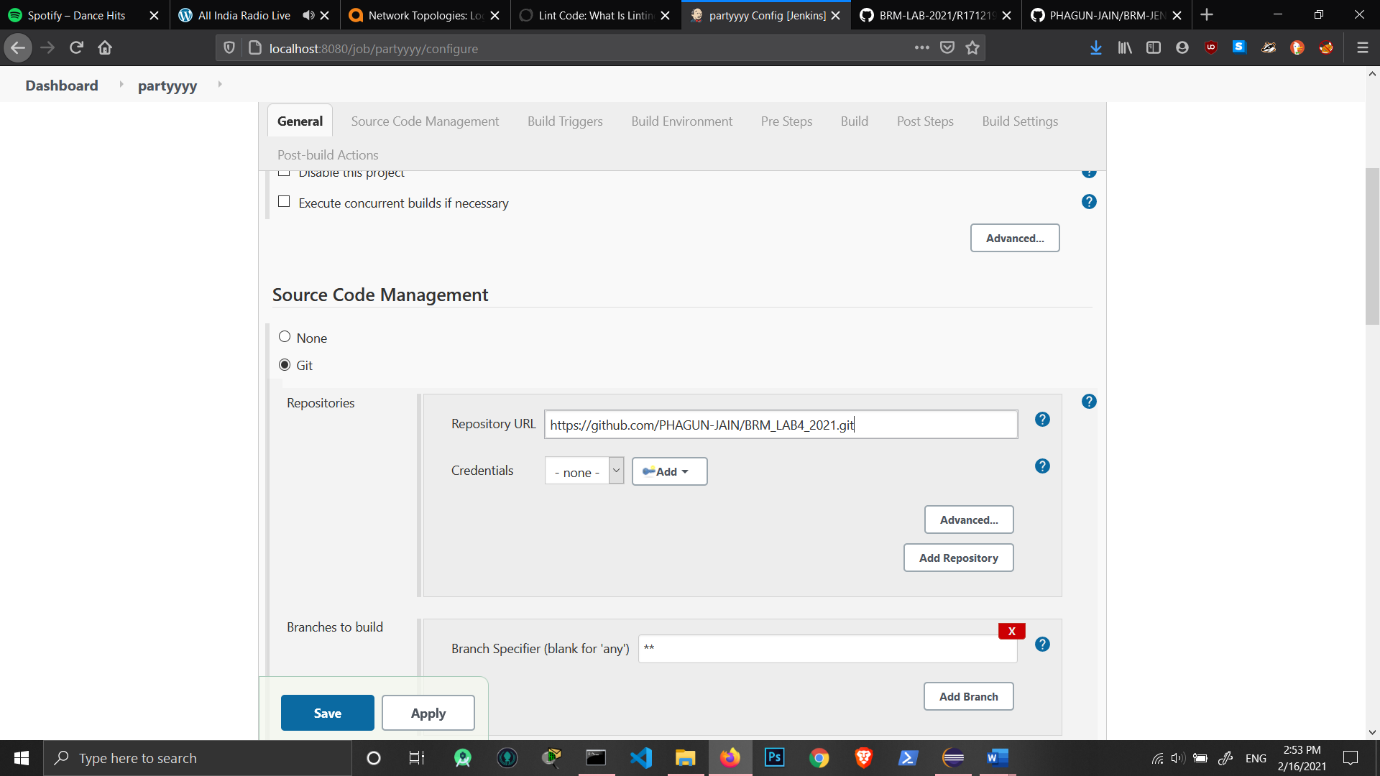 Spotify – Dance Hits
All India Radio Live
Network Topologies: Lo
Lint Code: What Is Lintin
partyyyy Config [Jenkins]
BRM-LAB-2021/R171219
PHAGUN-JAIN/BRM-JEN
localhost:8080/job/partyyyy/configure
Dashboard
partyyyy
General
Source Code Management
Build Triggers
Build Environment
Pre Steps
Build
Post Steps
Build Settings
Post-build Actions
Disable this project
Execute concurrent builds if necessary
Advanced...
Source Code Management
None
Git
Repositories
Repository URL
https://github.com/PHAGUN-JAIN/BRM_LAB4_2021.git
Credentials
- none -
Add
Advanced...
Add Repository
Branches to build
X
Branch Specifier (blank for 'any')
**
Add Branch
Save
Apply
Type here to search
Ps
ENG
2:53 PM
2/16/2021